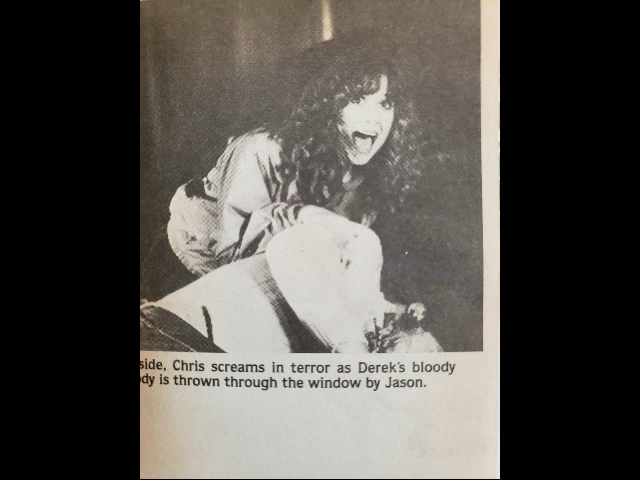 side, Chris screams in terror as Derek's bloody
dy is thrown through the window by Jason.